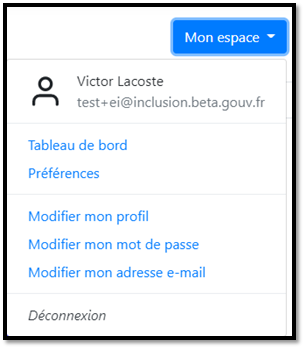 Mon espace
Victor Lacoste
test+ei@inclusion.beta.gouv.fr
Tableau de bord
Préférences
Modifier mon profil
Modifier mon mot de passe
Modifier mon adresse e-mail
Déconnexion